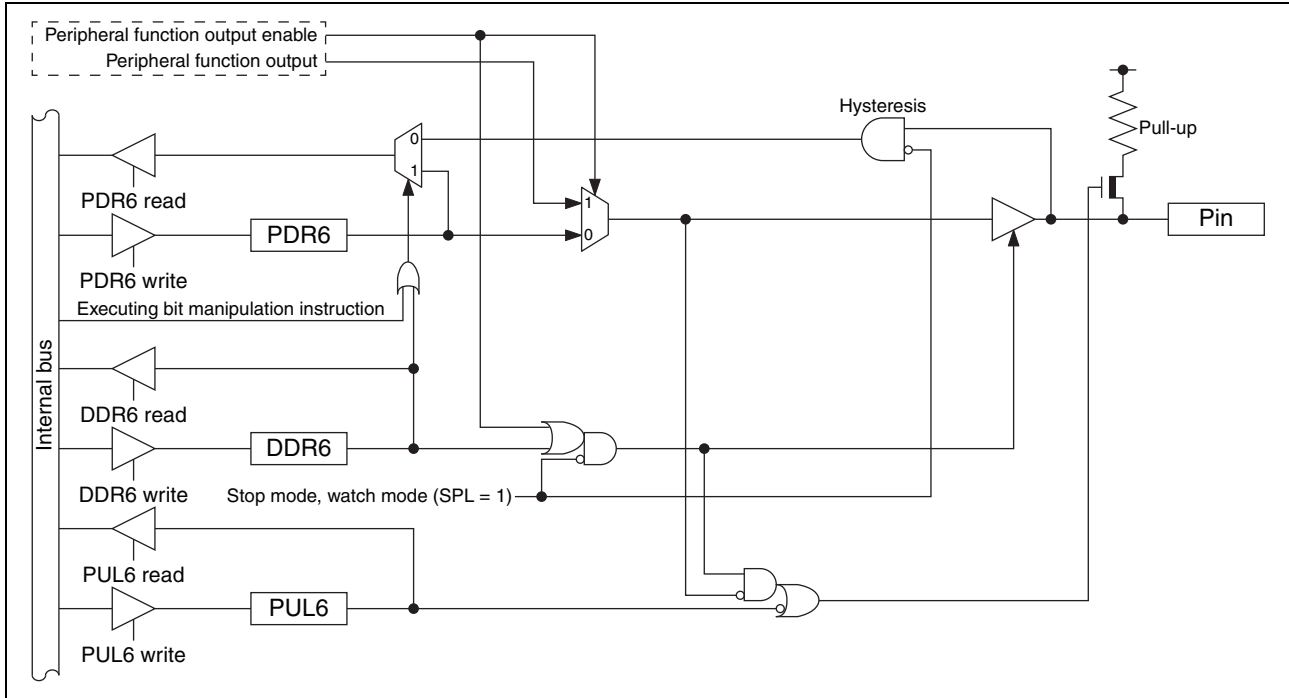 Peripheral function output enable
Peripheral function output
Hysteresis
Pull-up
0
1
PDR6 read
1
PDR6
0
Pin
PDR6 write
Executing bit manipulation instruction
Internal bus
DDR6 read
DDR6
DDR6 write
Stop mode, watch mode (SPL = 1)
PUL6 read
PUL6
PUL6 write